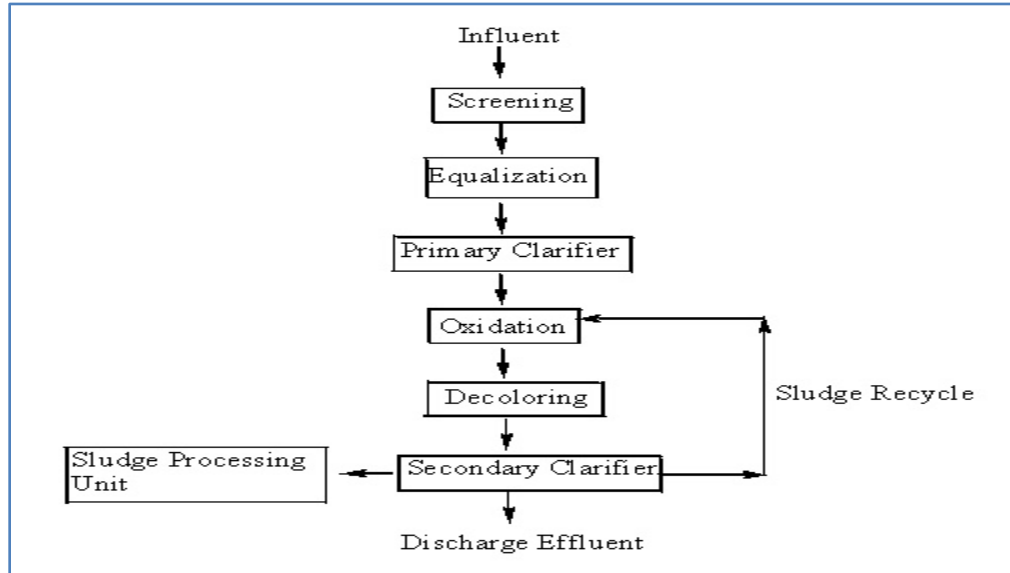 Influent
Screening
Equalization
Primary Clarifier
Oxidation
Decoloring
Sludge Recycle
Sludge Processing
Unit
Secondary Clarifier
Discharge Effluent